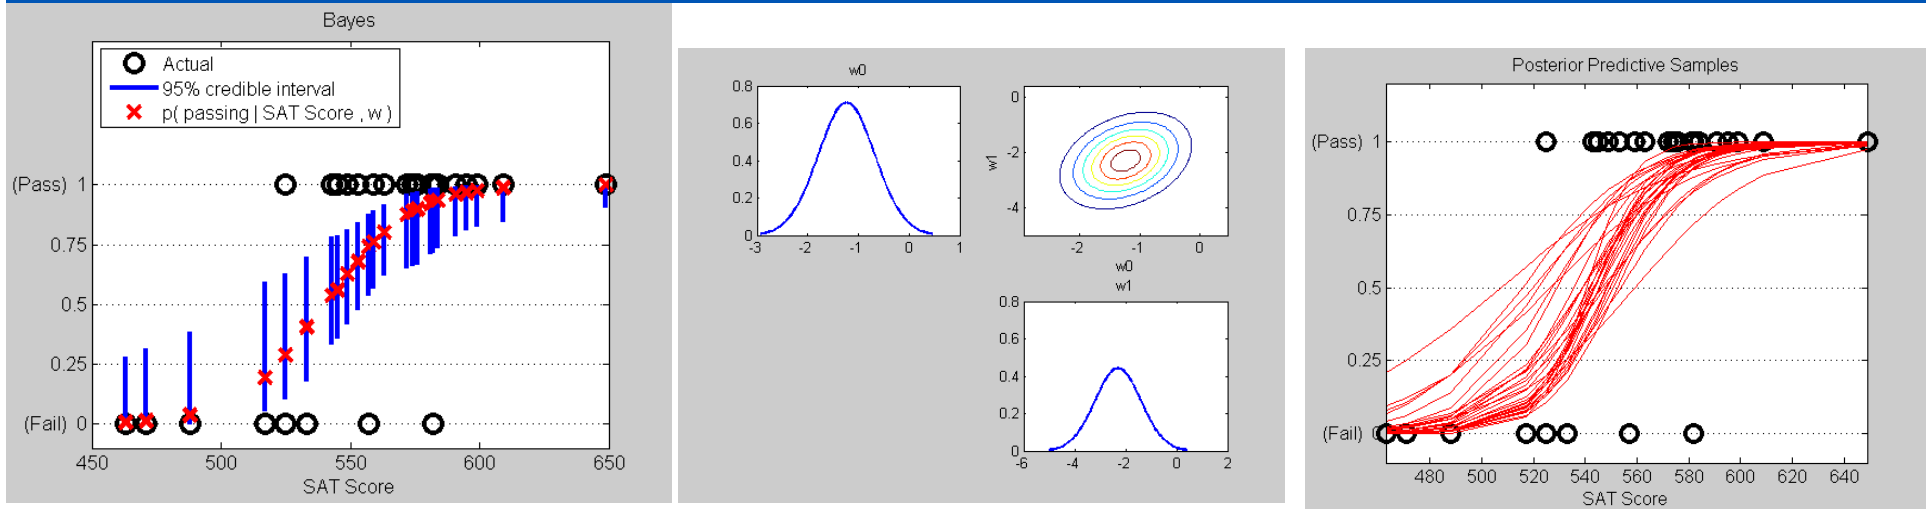 Bayes
Actual
95% credible interval
p( passing | SAT Score , w )
(Pass) 1
0.75
0.5
0.25
(Fail) 0
450 500 550 600 650
SAT Score
w0
0.8
0.6
0.4
0.2
0
-3 -2 -1 0 1
w1
0
-2
-4
-2 -1 0
w0
w1
0.8
0.6
0.4
0.2
0
-6 -4 -2 0 2
Posterior Predictive Samples
(Pass) 1
0.75
0.5
0.25
(Fail)
480 500 520 540 560 580 600 620 640
SAT Score